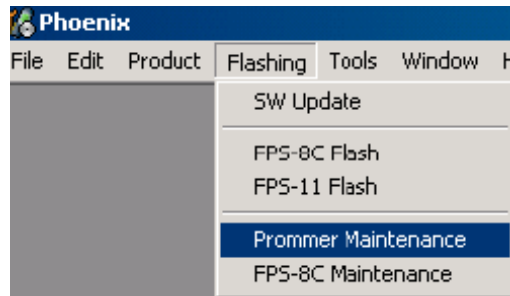 Phoenix
File Edit Product Flashing Tools Window
SW Update
FPS-8C Flash
FPS-11 Flash
Prommer Maintenance
FPS-8C Maintenance